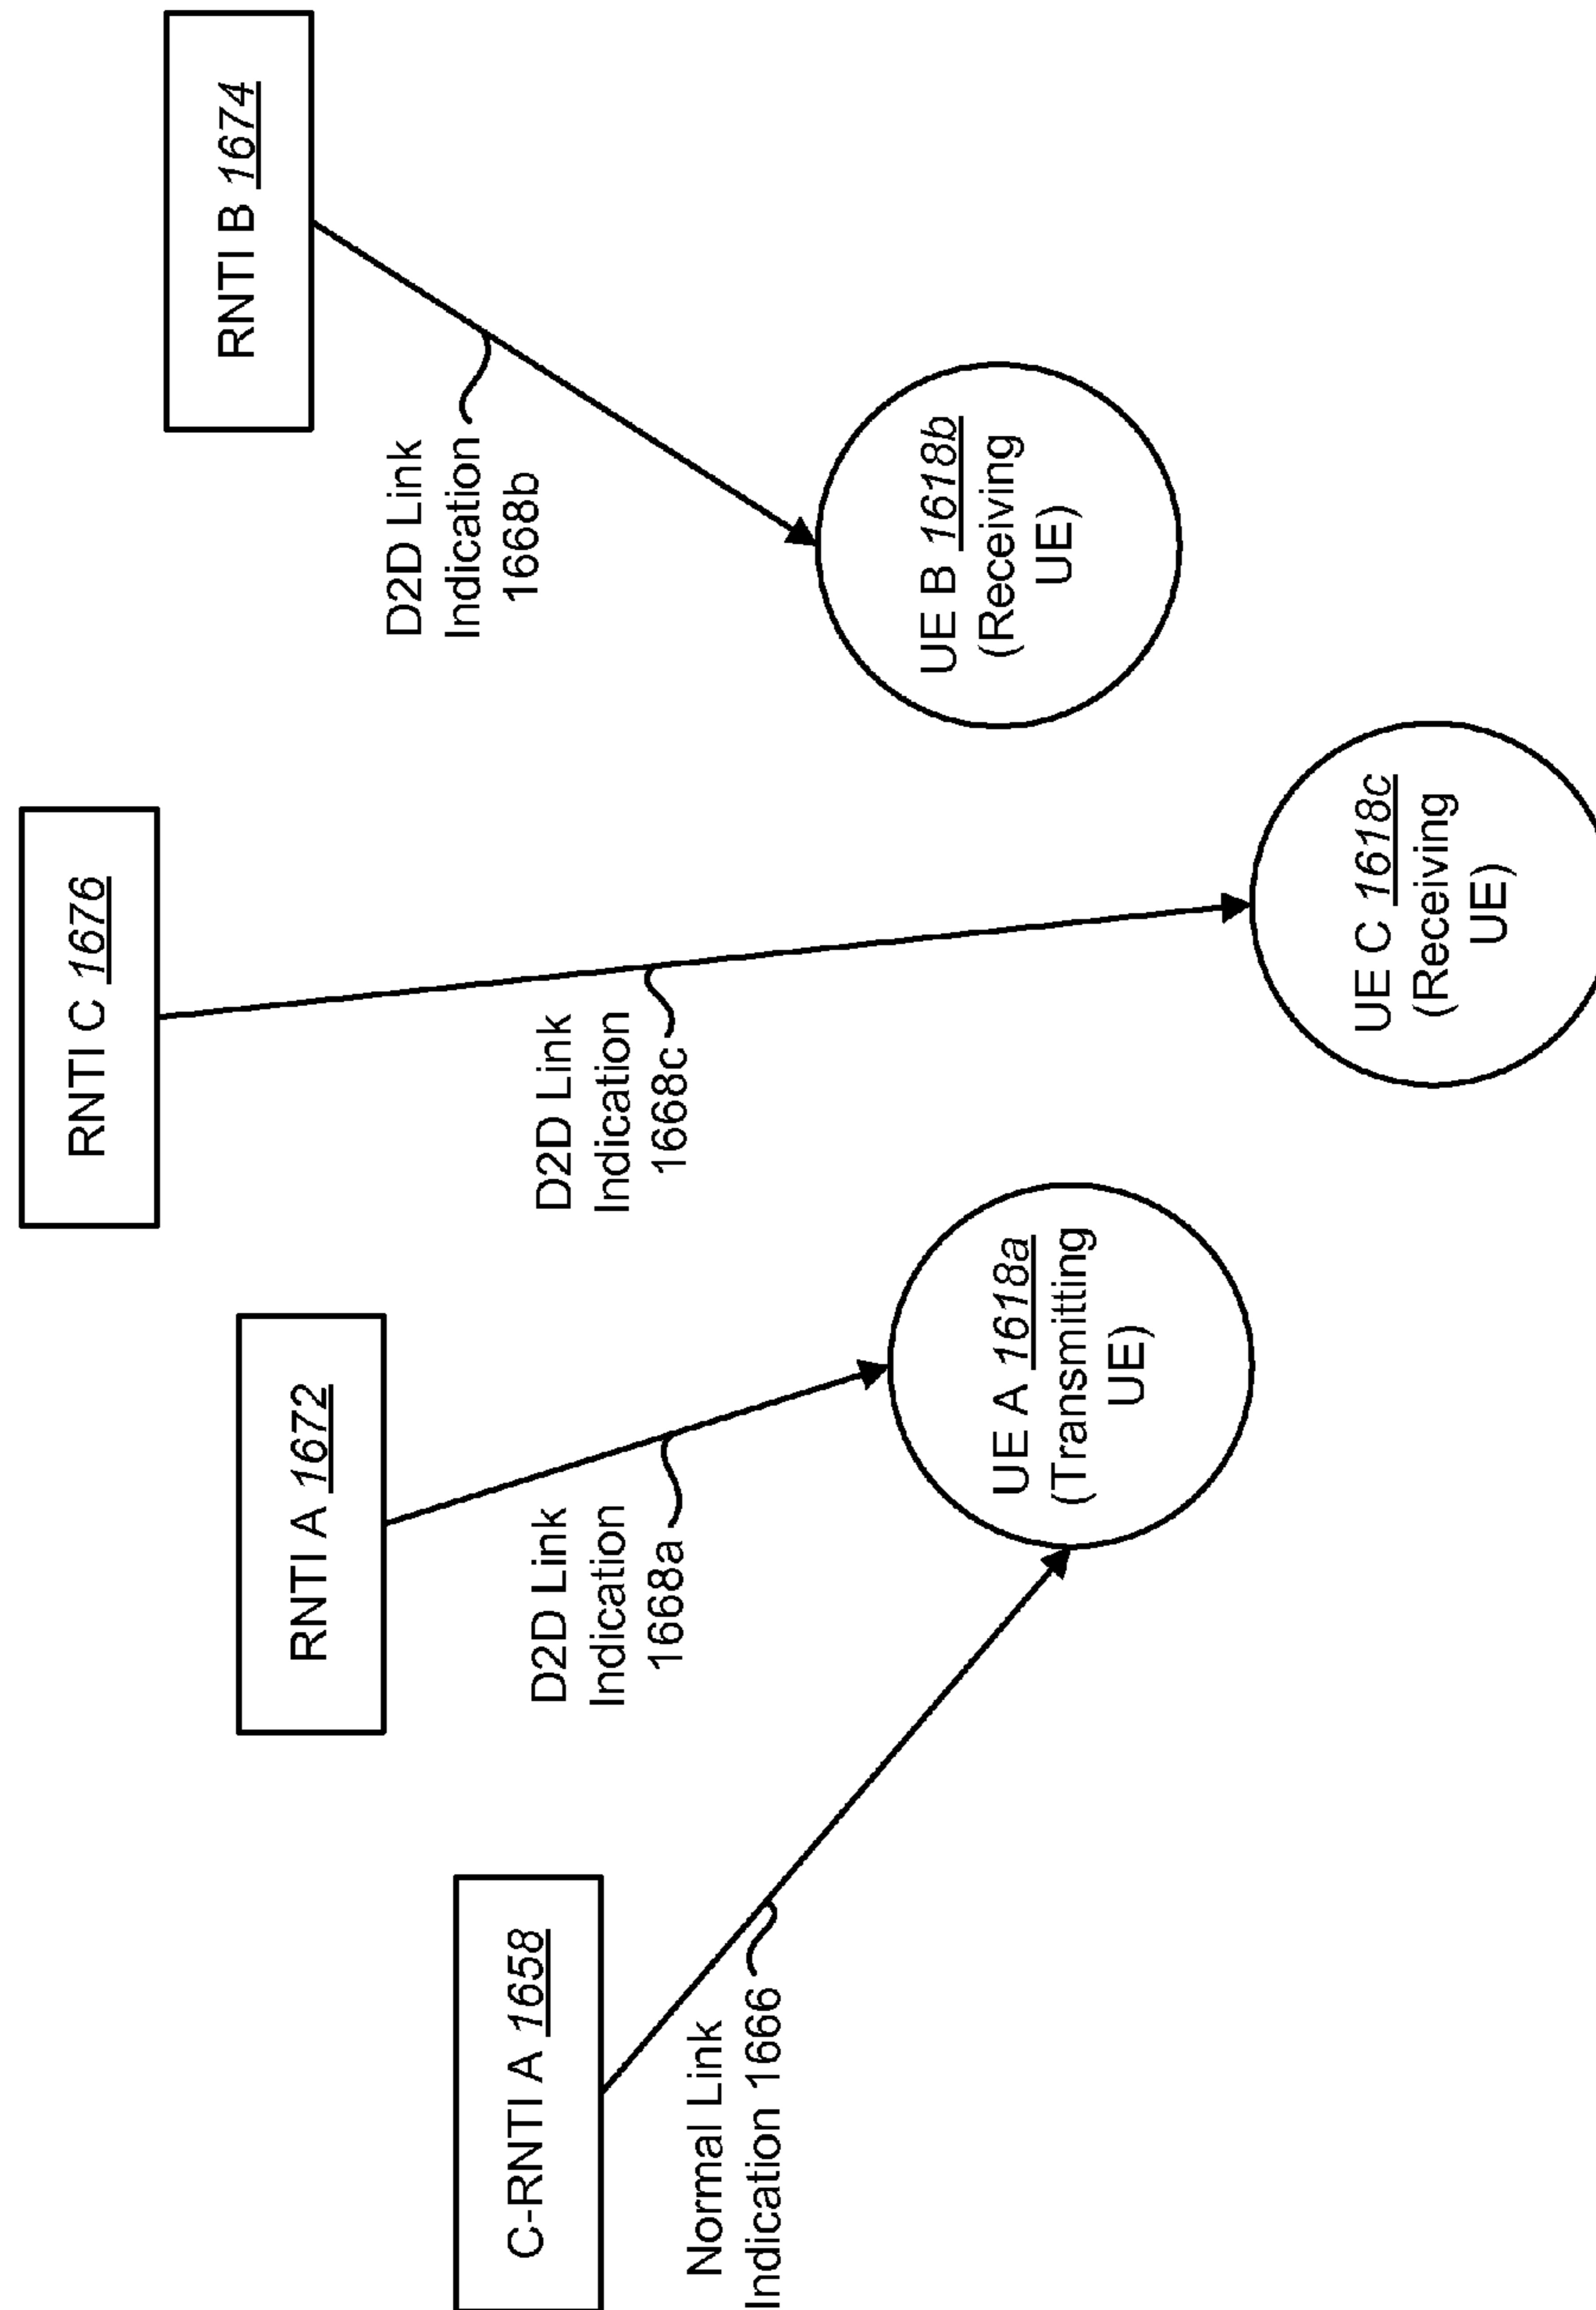 C-RNTI A 1658
Normal Link
Indication 1666
RNTI A 1672
D2D Link
Indication
1668a
UE A 1618a
(Transmitting
UE)
RNTI C 1676
D2D Link
Indication
1668c
UE C 1618c
(Receiving
UE)
RNTI B 1674
D2D Link
Indication
1668b
UE B 1618b
(Receiving
UE)